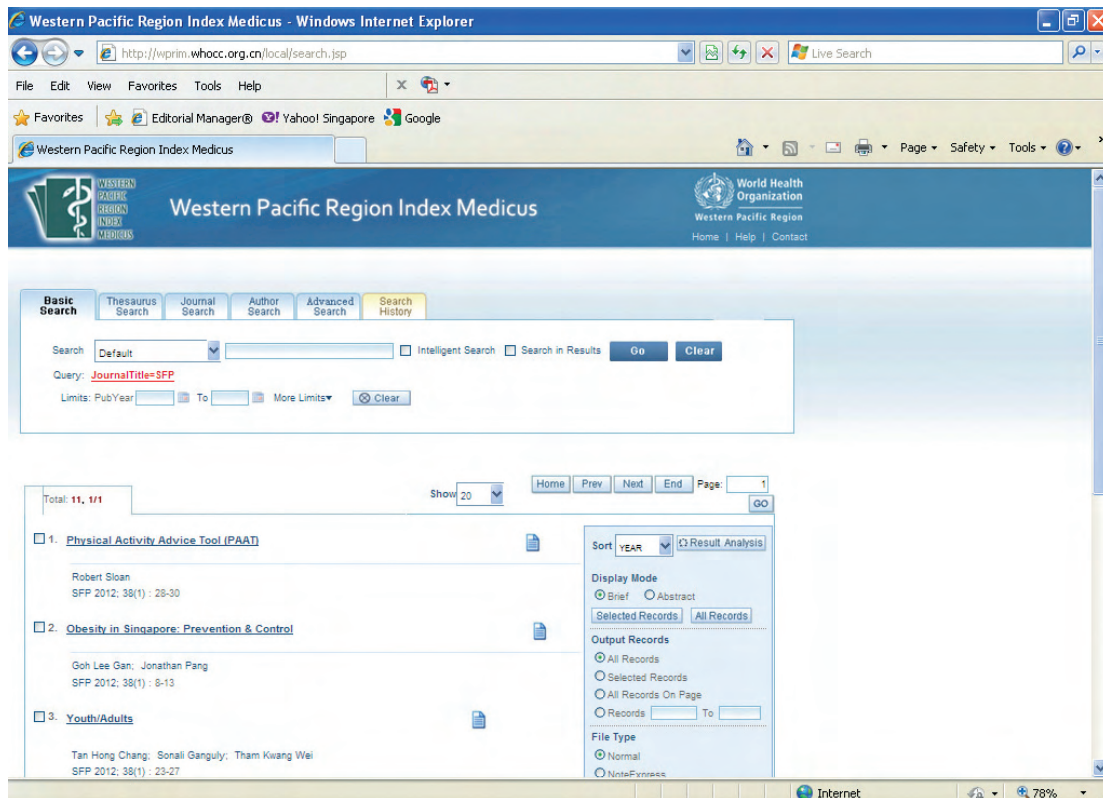 Western Pacific Region Index Medicus - Windows Internet Explorer
http://wprim.whocc.org.cn/local/search.jsp
Live Search
File Edit View Favorites Tools Help
Favorites Editorial Manager® Yahoo! Singapore Google
Western Pacific Region Index Medicus
Page Safety Tools
WESTERN PACIFIC REGION INDEX MEDICUS
Western Pacific Region Index Medicus
World Health
Organization
Western Pacific Region
Home | Help | Contact
Basic Search Thesaurus Search Journal Search Author Search Advanced Search Search History
Search Default Intelligent Search Search in Results Go Clear
Query: JournalTitle=SFP
Limits: PubYear To More Limits Clear
Total: 11, 1/1 Show 20 Home Prev Next End Page: 1
GO
1. Physical Activity Advice Tool (PAAT)
Robert Sloan
SFP 2012; 38(1) : 28-30
2. Obesity in Singapore: Prevention & Control
Goh Lee Gan; Jonathan Pang
SFP 2012; 38(1) : 8-13
3. Youth/Adults
Tan Hong Chang; Sonali Ganguly; Tham Kwang Wei
SFP 2012; 38(1) : 23-27
Sort YEAR Result Analysis
Display Mode
Brief Abstract
Selected Records All Records
Output Records
All Records
Selected Records
All Records On Page
Records To
File Type
Normal
NoteExpress
Internet 78%